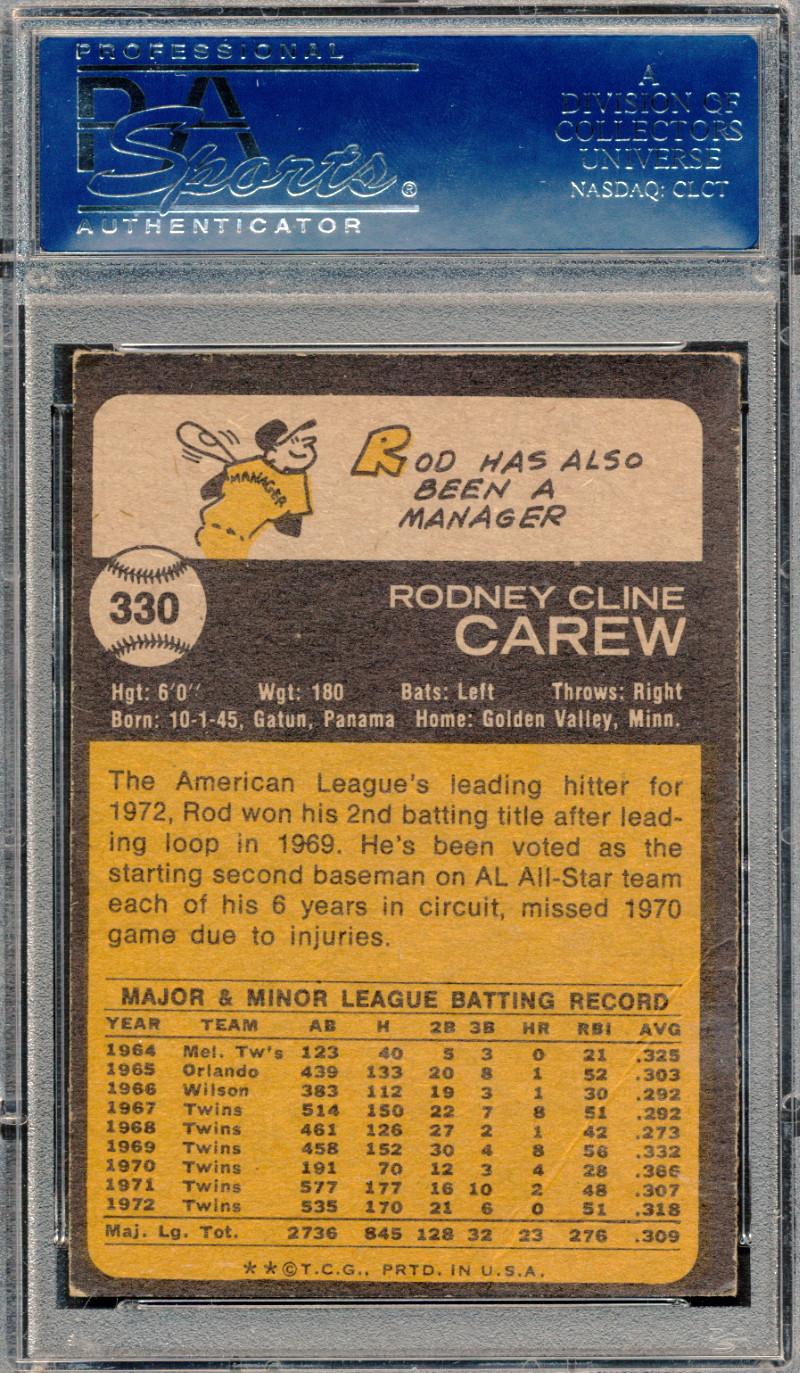 PROFESSIONAL
PSA
Sports®
AUTHENTICATOR
A
DIVISION OF
COLLECTORS
UNIVERSE
NASDAQ: CLCT
MANAGER
ROD HAS ALSO
BEEN A
MANAGER
330
RODNEY CLINE
CAREW
Hgt: 6'0" Wgt: 180 Bats: Left Throws: Right
Born: 10-1-45, Gatun, Panama Home: Golden Valley, Minn.
The American League's leading hitter for
1972, Rod won his 2nd batting title after lead-
ing loop in 1969. He's been voted as the
starting second baseman on AL All-Star team
each of his 6 years in circuit, missed 1970
game due to injuries.
MAJOR & MINOR LEAGUE BATTING RECORD
YEAR TEAM AB H 2B 3B HR RBI AVG
1964 Mel. Tw's 123 40 5 3 0 21 .325
1965 Orlando 439 133 20 8 1 52 .303
1966 Wilson 383 112 19 3 1 30 .292
1967 Twins 514 150 22 7 8 51 .292
1968 Twins 461 126 27 2 1 42 .273
1969 Twins 458 152 30 4 8 56 .332
1970 Twins 191 70 12 3 4 28 .366
1971 Twins 577 177 16 10 2 48 .307
1972 Twins 535 170 21 6 0 51 .318
Maj. Lg. Tot. 2736 845 128 32 23 276 .309
**©T.C.G., PRTD. IN U.S.A.